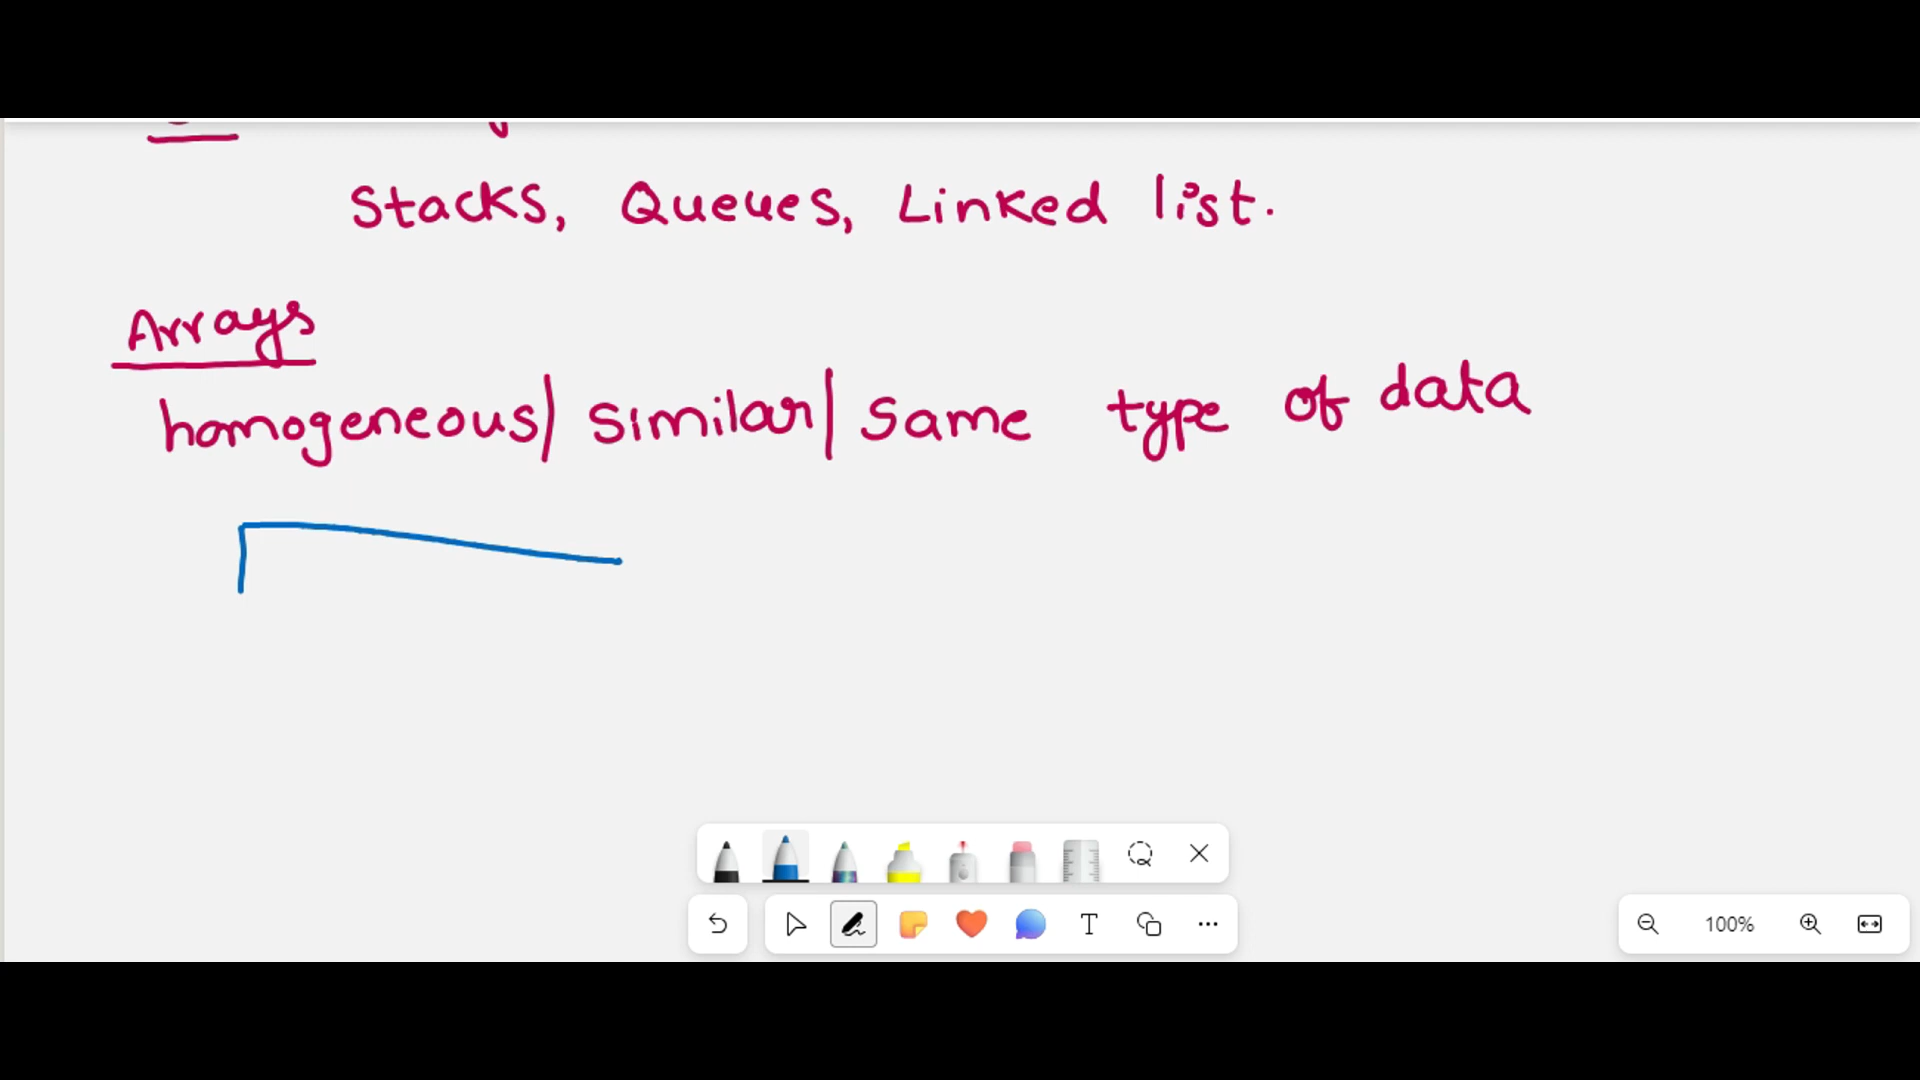 Stacks, Queues, Linked list.
Arrays
homogeneous/ similar/ same type of data
T
100%